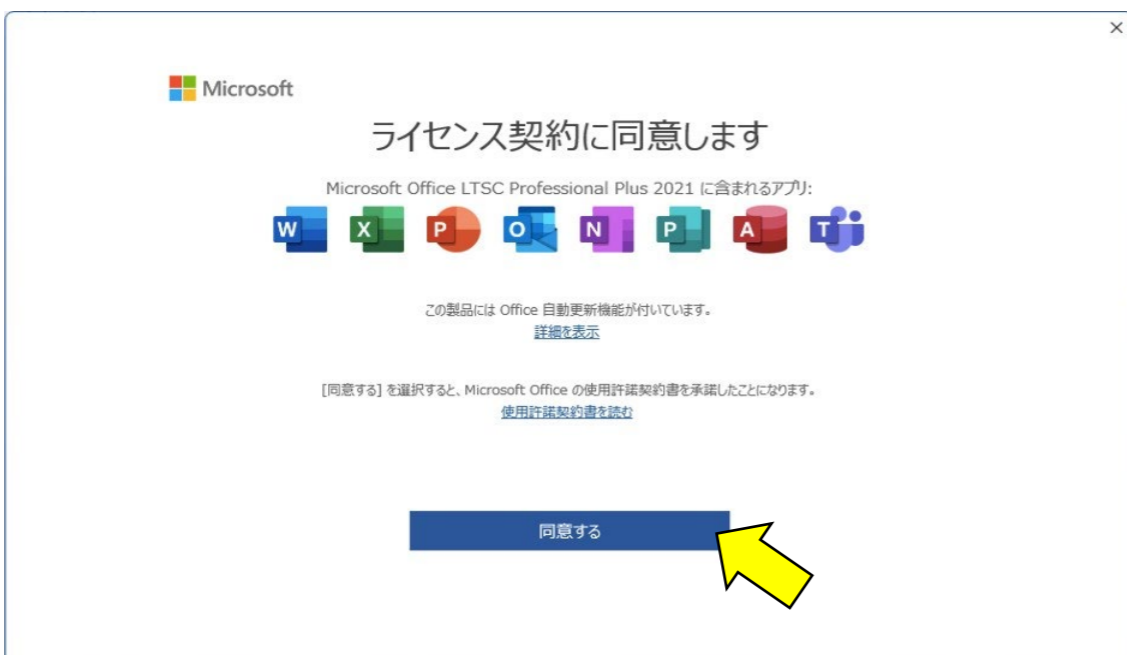 Microsoft
ライセンス契約に同意します
Microsoft Office LTSC Professional Plus 2021 に含まれるアプリ:
W X P O N P A T
この製品には Office 自動更新機能が付いています。
詳細を表示
[同意する] を選択すると、Microsoft Office の使用許諾契約書を承諾したことになります。
使用許諾契約書を読む
同意する